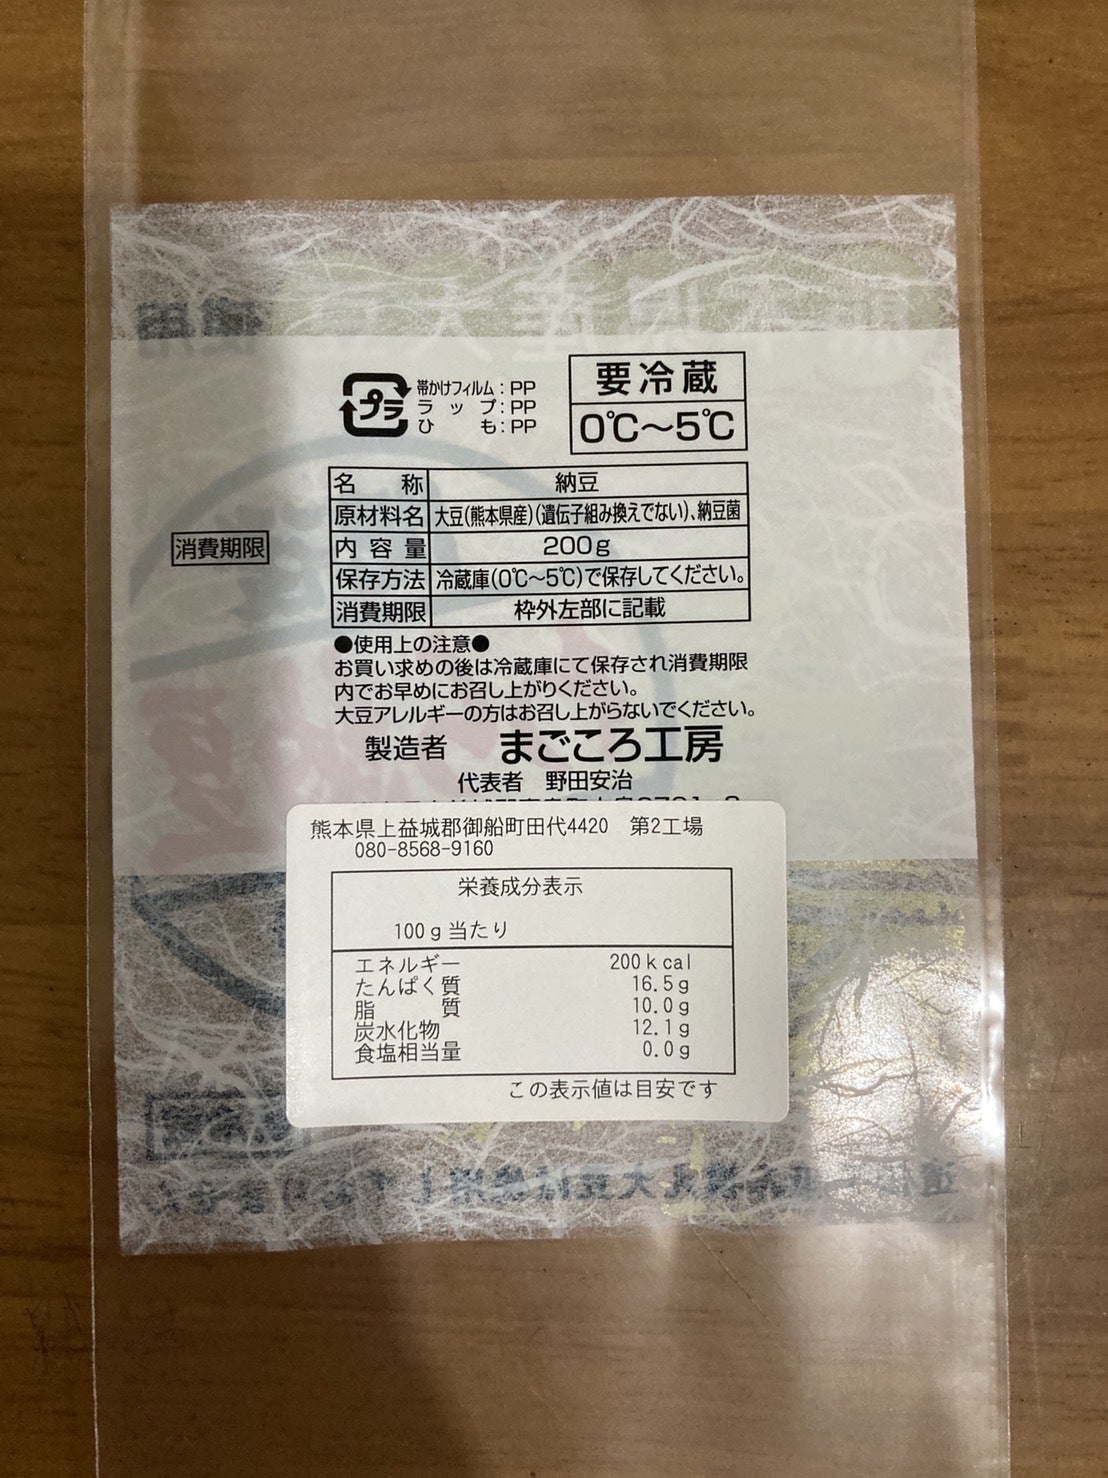 プラ
帯かけフィルム:PP
ラップ:PP
ひも:PP
要冷蔵
0℃～5℃
名称 納豆
原材料名 大豆(熊本県産)(遺伝子組み換えでない)、納豆菌
内容量 200g
保存方法 冷蔵庫(0℃～5℃)で保存してください。
消費期限 枠外左部に記載
消費期限
●使用上の注意●
お買い求めの後は冷蔵庫にて保存され消費期限
内でお早めにお召し上がりください。
大豆アレルギーの方はお召し上がらないでください。
製造者 まごころ工房
代表者 野田安治
熊本県上益城郡御船町田代4420 第2工場
080-8568-9160
栄養成分表示
100g当たり
エネルギー 200kcal
たんぱく質 16.5g
脂質 10.0g
炭水化物 12.1g
食塩相当量 0.0g
この表示値は目安です